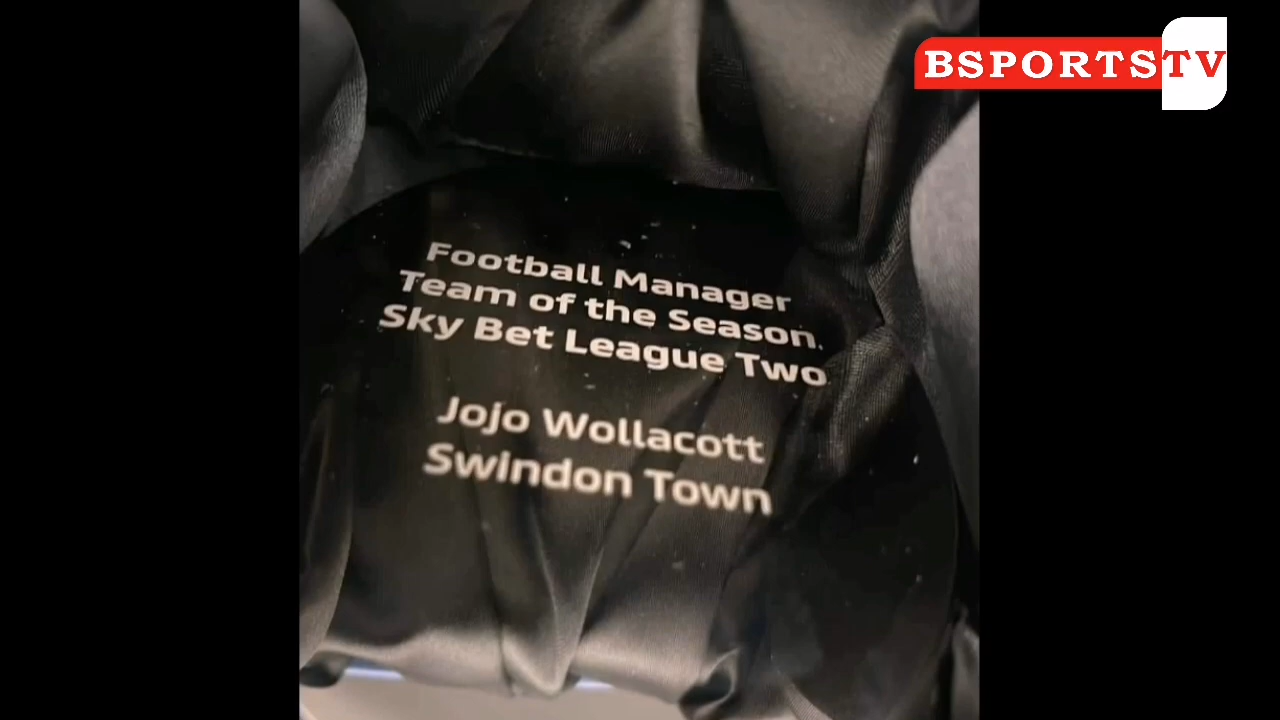 BSPORTSTV
Football Manager
Team of the Season.
Sky Bet League Two
Jojo Wollacott
Swindon Town